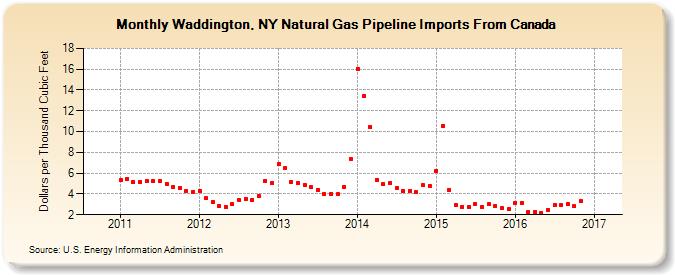 Monthly Waddington, NY Natural Gas Pipeline Imports From Canada
Dollars per Thousand Cubic Feet
18
16
14
12
10
8
6
4
2
2011 2012 2013 2014 2015 2016 2017
Source: U.S. Energy Information Administration